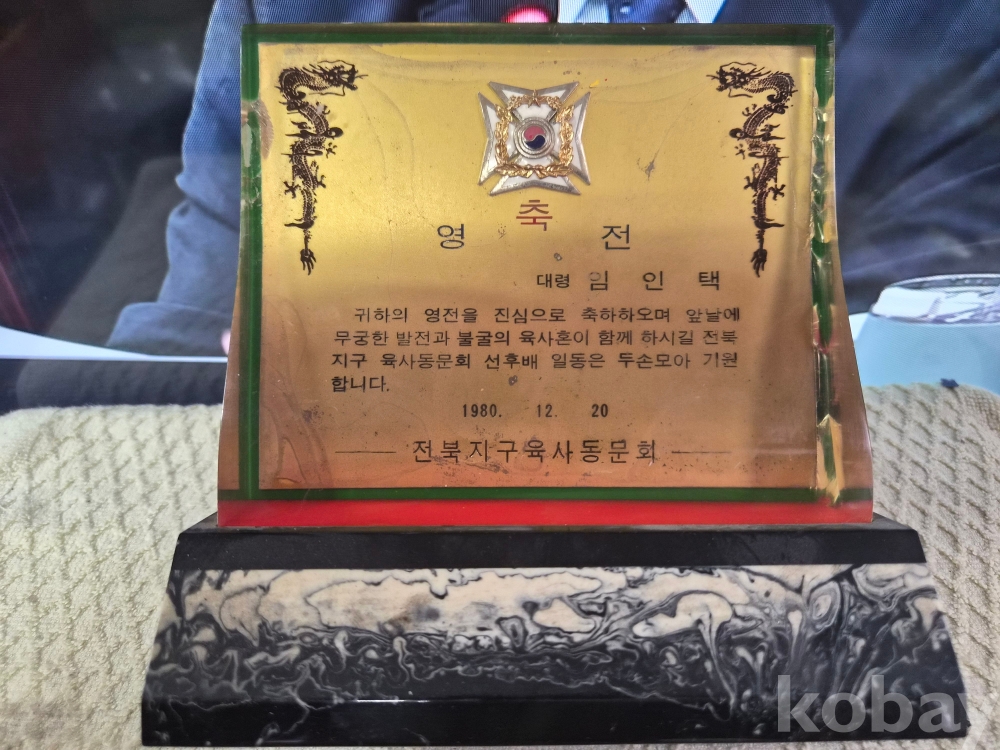 축
영 전
대령 임 인 택
귀하의 영전을 진심으로 축하하오며 앞날에
무궁한 발전과 불굴의 육사혼이 함께 하시길 전북
지구 육사동문회 선후배 일동은 두손모아 기원
합니다.
1980. 12. 20
전북지구육사동문회
kobay